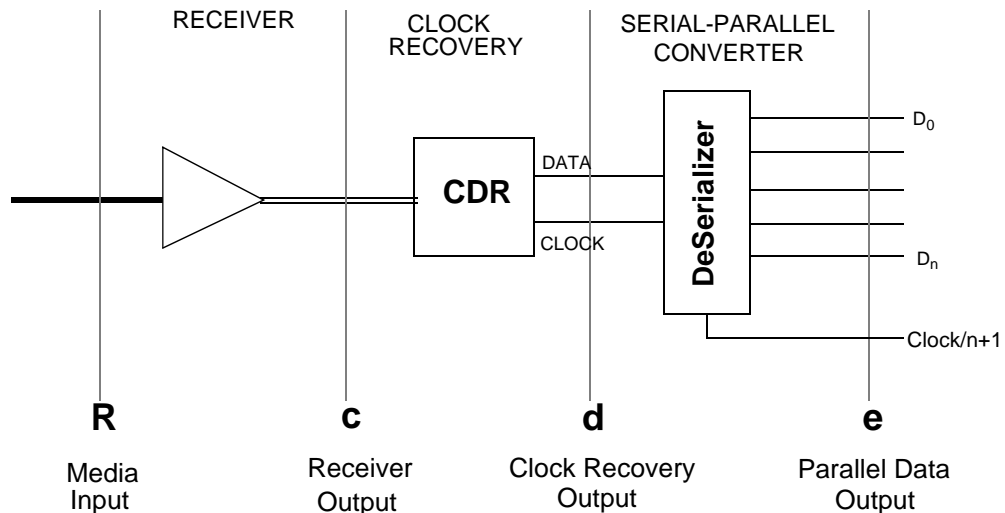 RECEIVER
CLOCK
RECOVERY
SERIAL-PARALLEL
CONVERTER
D0
DATA
CDR
CLOCK
DeSerializer
Dn
Clock/n+1
R
c
d
e
Media
Input
Receiver
Output
Clock Recovery
Output
Parallel Data
Output